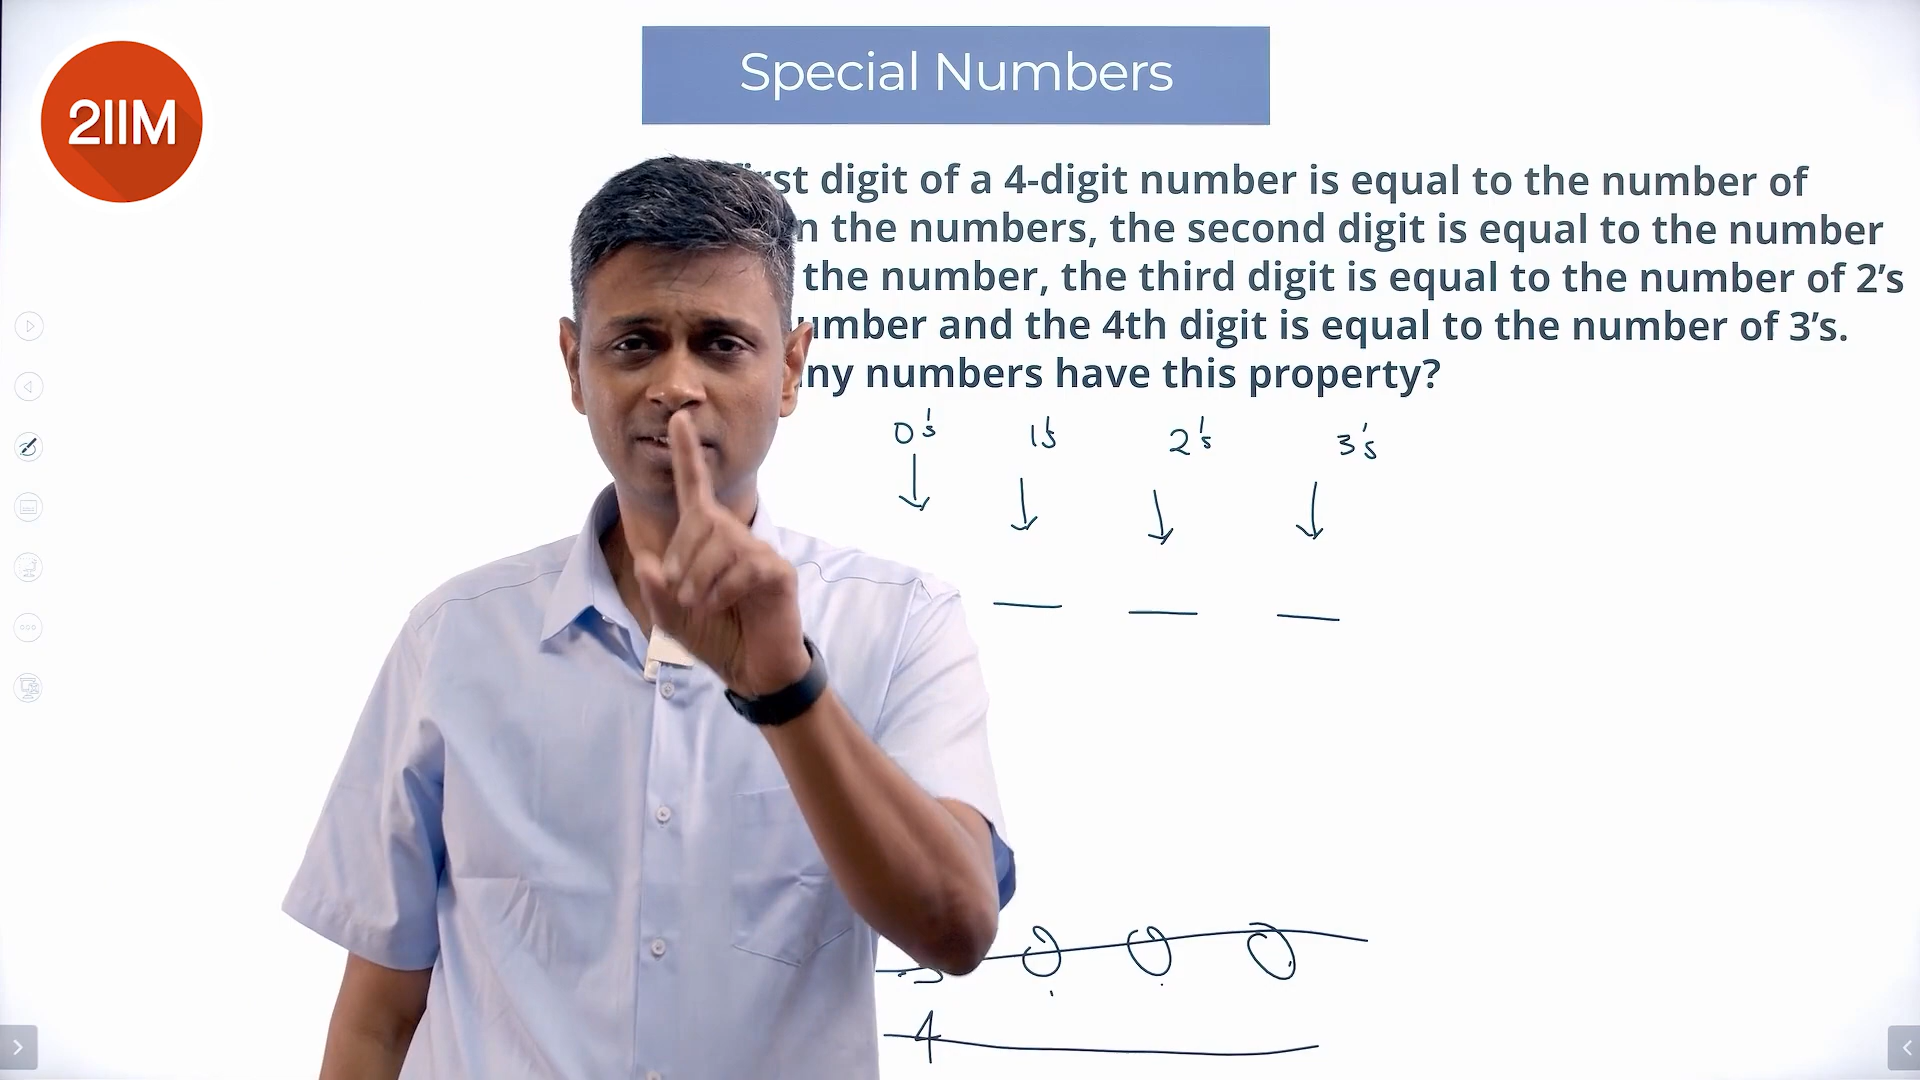 2IIM
Special Numbers
digit of a 4-digit number is equal to the number of
the numbers, the second digit is equal to the number
the number, the third digit is equal to the number of 2’s
and the 4th digit is equal to the number of 3’s.
numbers have this property?
0's 1's 2's 3's
0 0 0
4